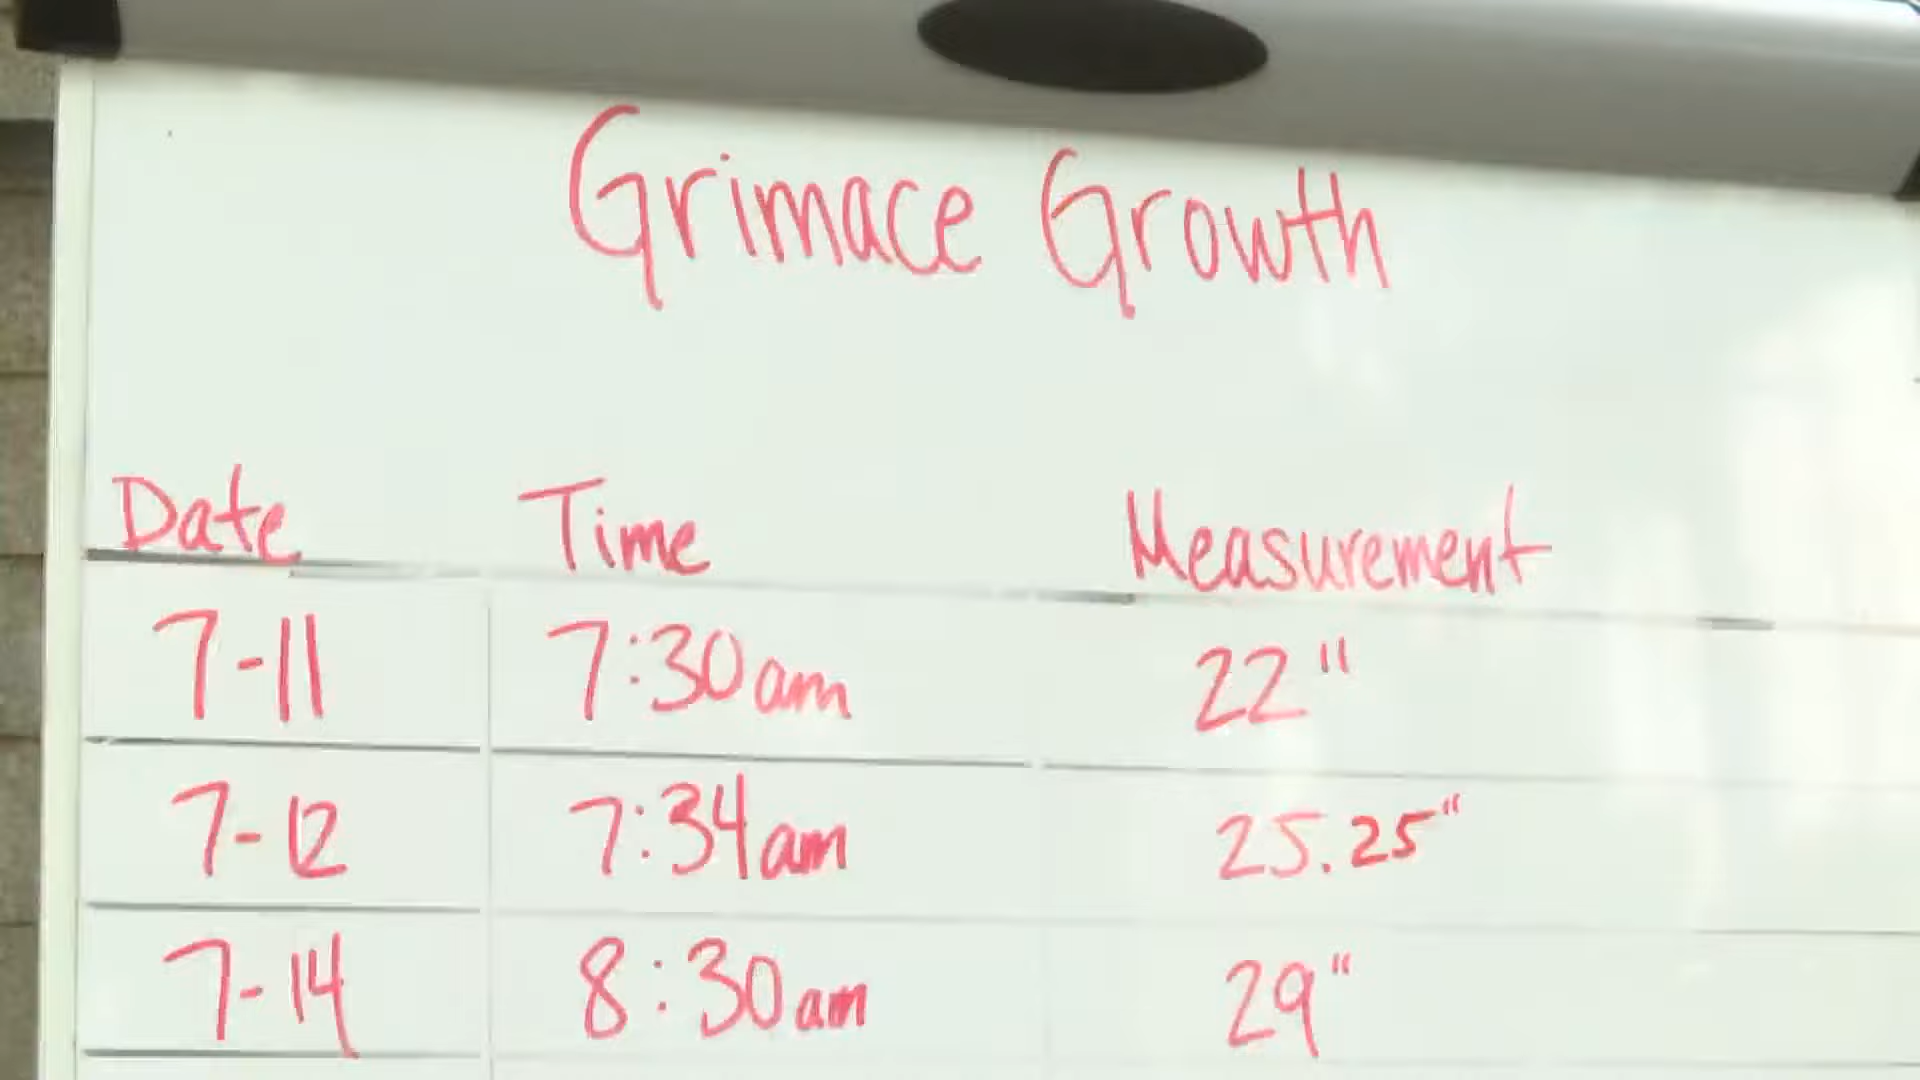 Grimace Growth
Date Time Measurement
7-11 7:30am 22"
7-12 7:34am 25.25"
7-14 8:30am 29"